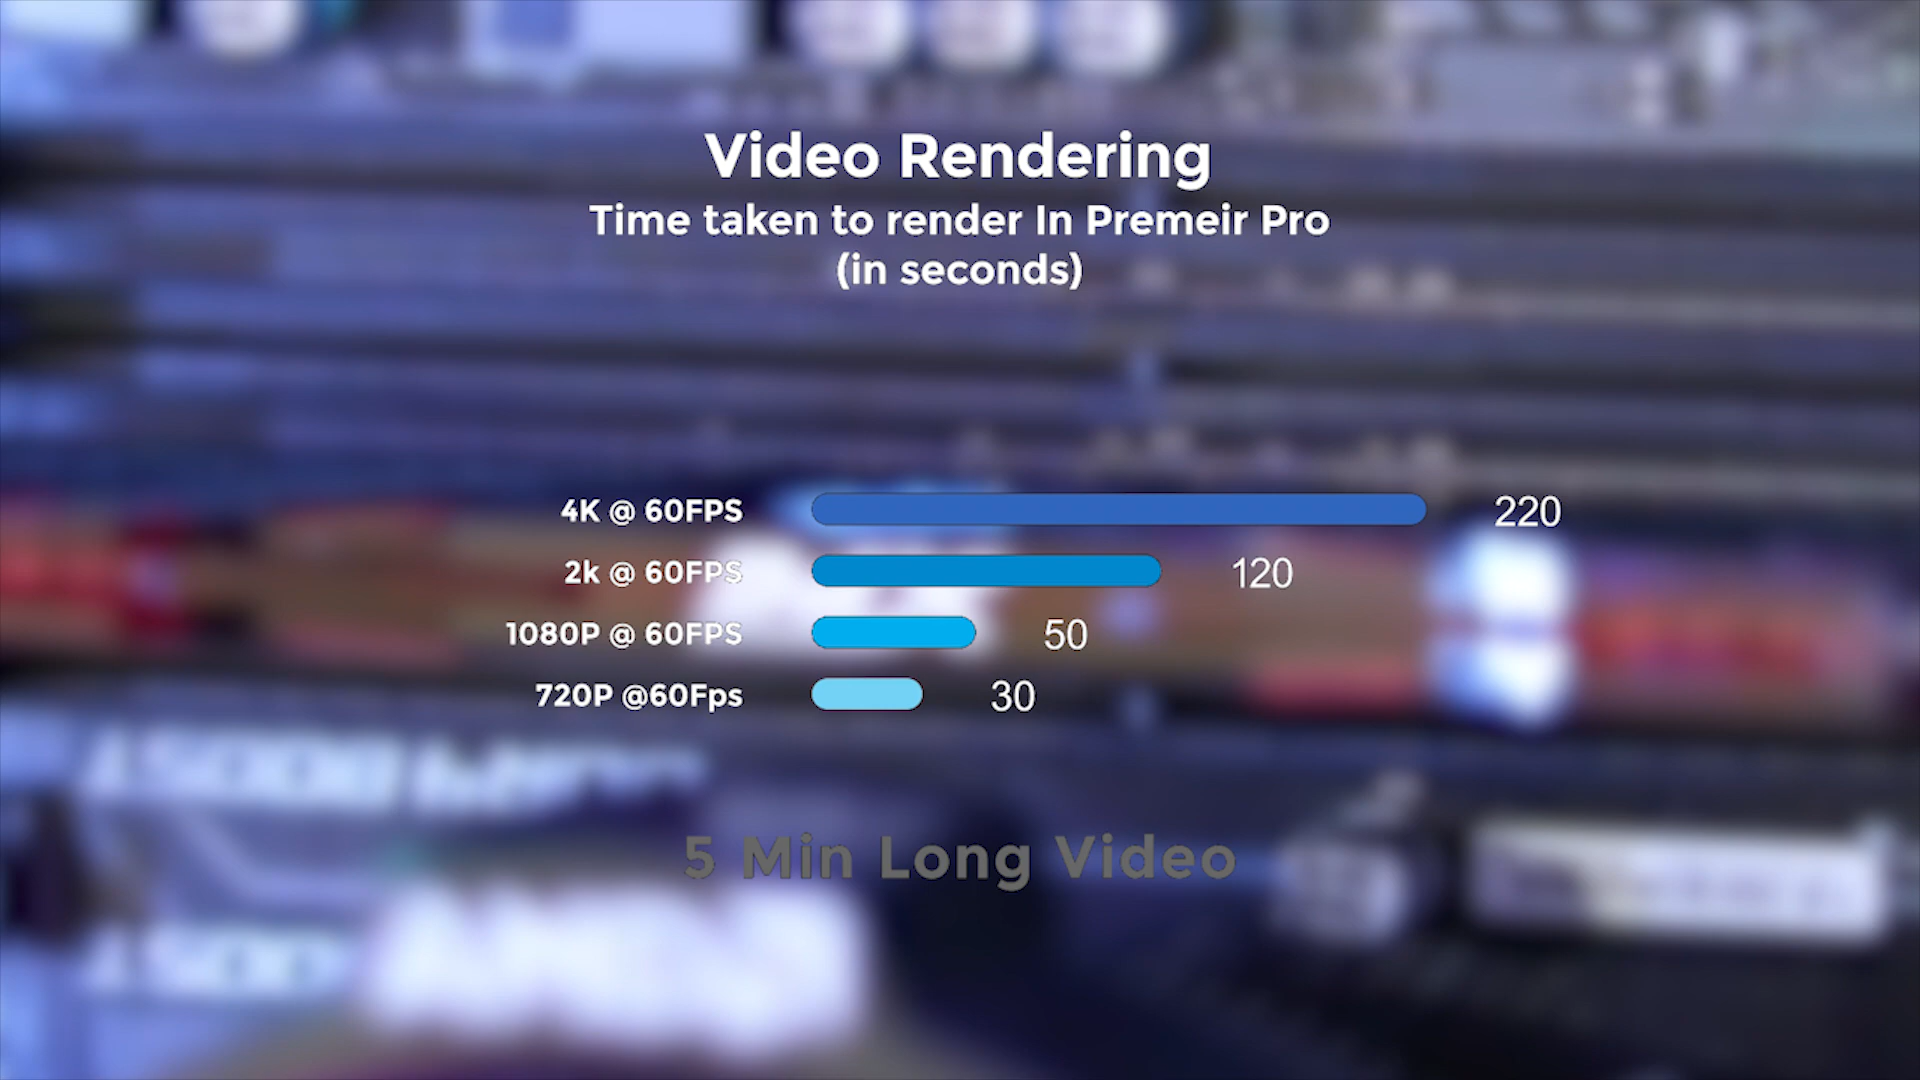 Video Rendering
Time taken to render In Premeir Pro
(in seconds)
4K @ 60FPS 220
2k @ 60FPS 120
1080P @ 60FPS 50
720P @60Fps 30
5 Min Long Video